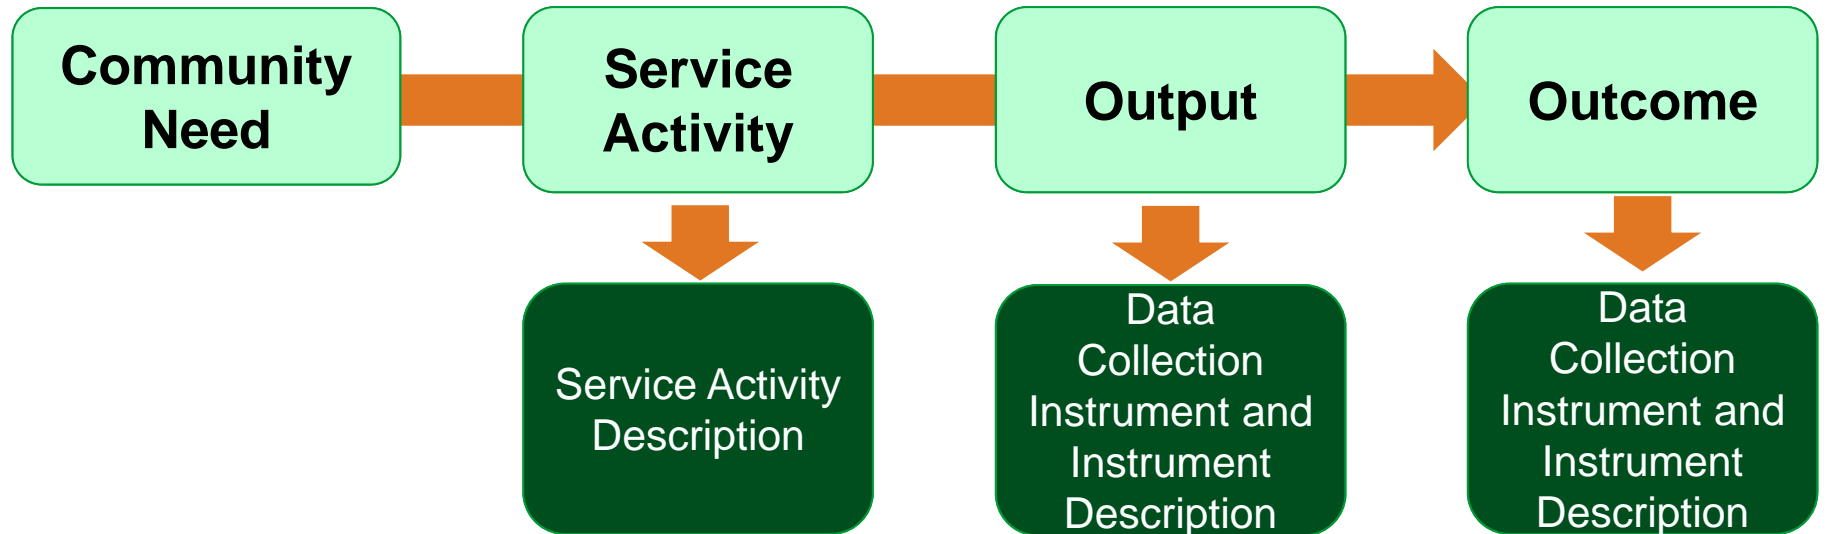 Community
Need
Service
Activity
Output
Outcome
Service Activity
Description
Data
Collection
Instrument and
Instrument
Description
Data
Collection
Instrument and
Instrument
Description